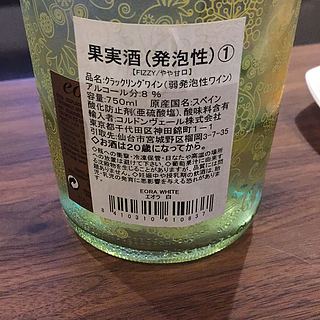 果実酒（発泡性）①
【FIZZY/やや甘口】
品名：クラックリングワイン（弱発泡性ワイン）
アルコール分：8％
容量：750ml 原産国名：スペイン
酸化防止剤（亜硫酸塩）、酸味料含有
輸入者：コルドンヴェール株式会社
東京都千代田区神田錦町1－1
引取先：仙台市宮城野区榴岡3-7-35
◇お酒は20歳になってから。
8410310610837
EORA WHITE
エオラ 白